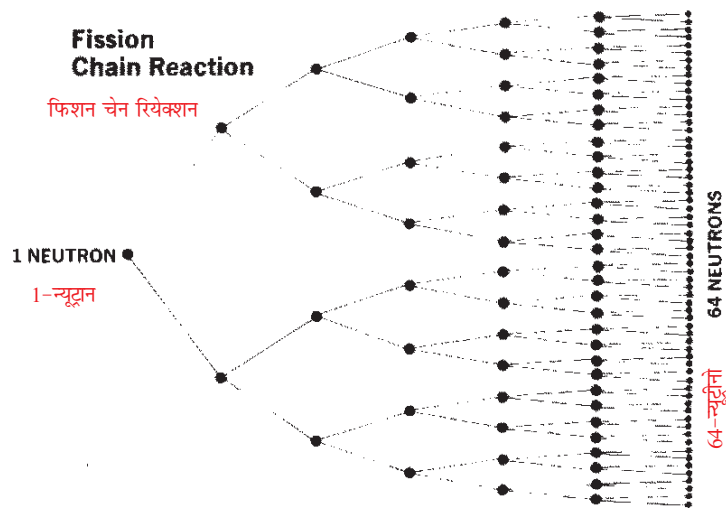 Fission
Chain Reaction
फिशन चेन रियेक्शन
1 NEUTRON
1-न्यूट्रान
64 NEUTRONS
64-न्यूट्रीनो